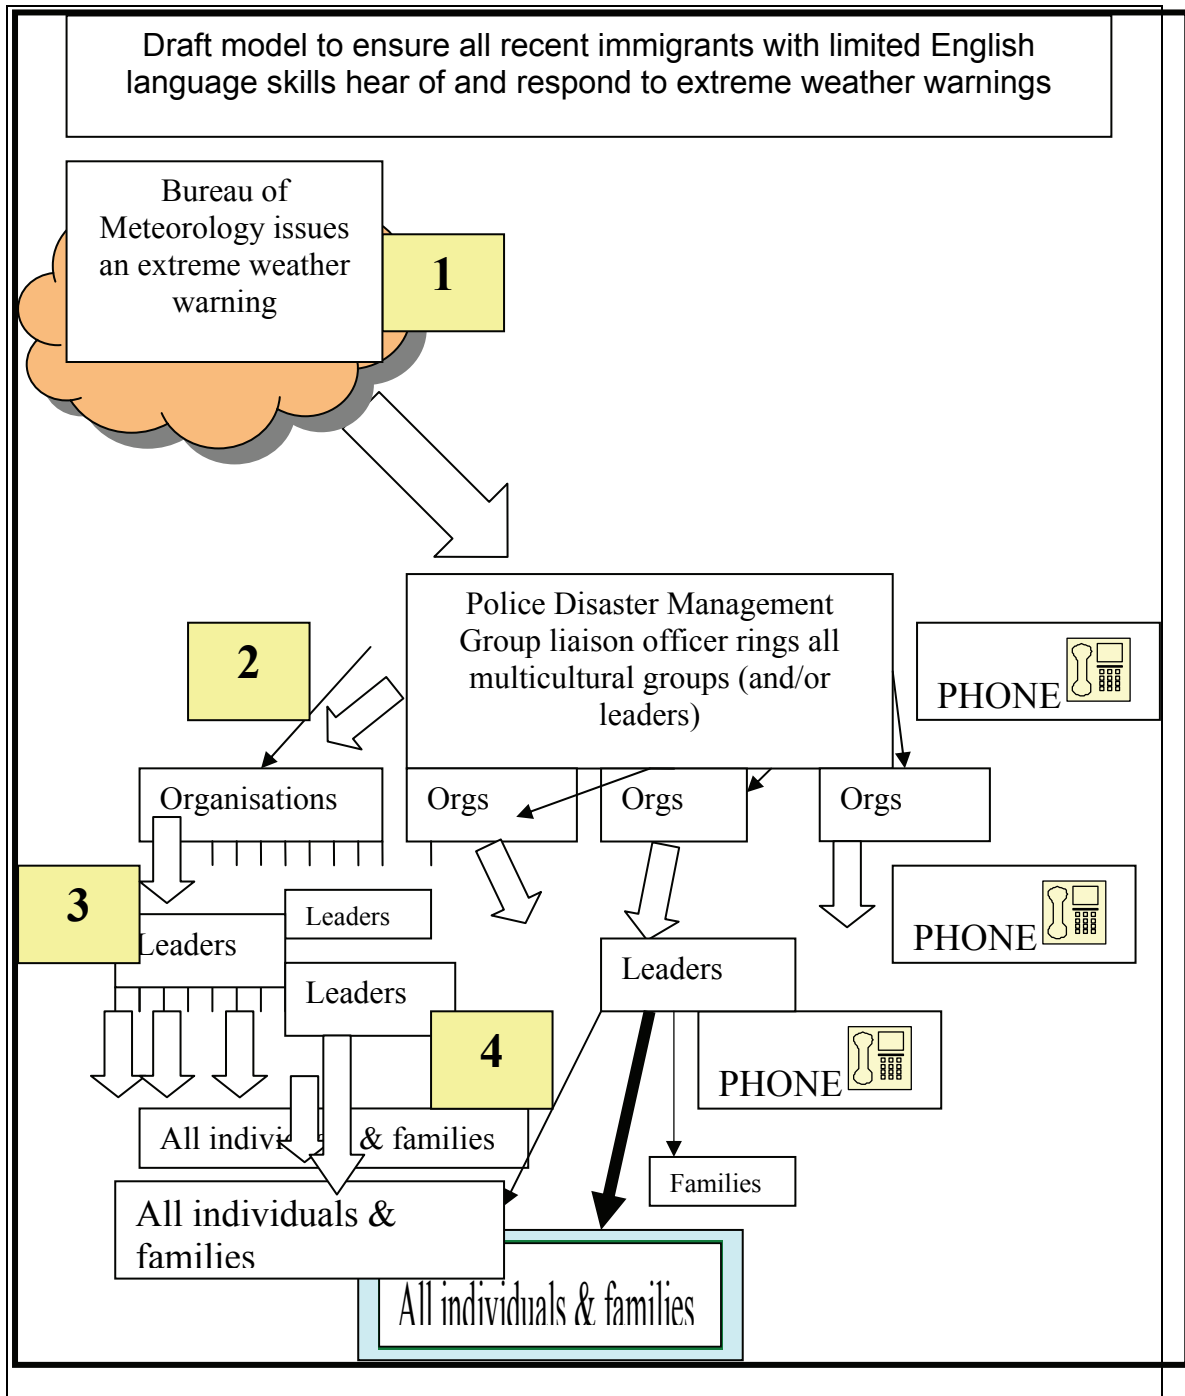 Draft model to ensure all recent immigrants with limited English
language skills hear of and respond to extreme weather warnings
Bureau of
Meteorology issues
an extreme weather
warning
1
Police Disaster Management
Group liaison officer rings all
multicultural groups (and/or
leaders)
2
PHONE
Organisations
Orgs
Orgs
Orgs
3
Leaders
Leaders
Leaders
Leaders
PHONE
4
PHONE
All indivi & families
Families
All individuals &
families
All individuals & families